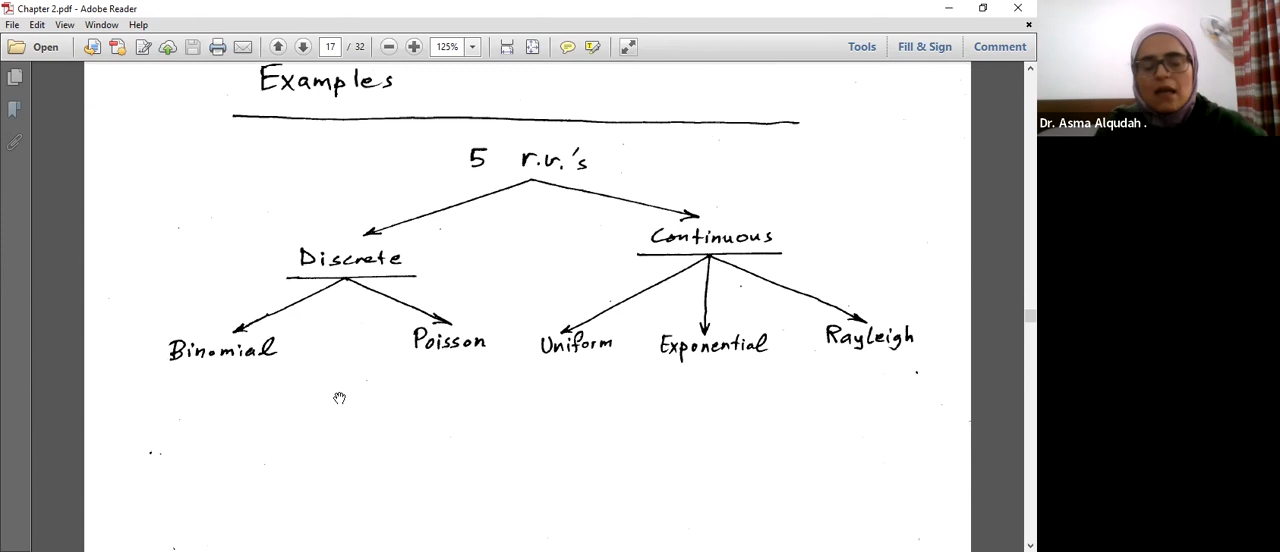 Chapter 2.pdf - Adobe Reader
File Edit View Window Help
Open 17 / 32 125% Tools Fill & Sign Comment
Examples
5 r.v.'s
Discrete Continuous
Binomial Poisson Uniform Exponential Rayleigh
Dr. Asma Alqudah .